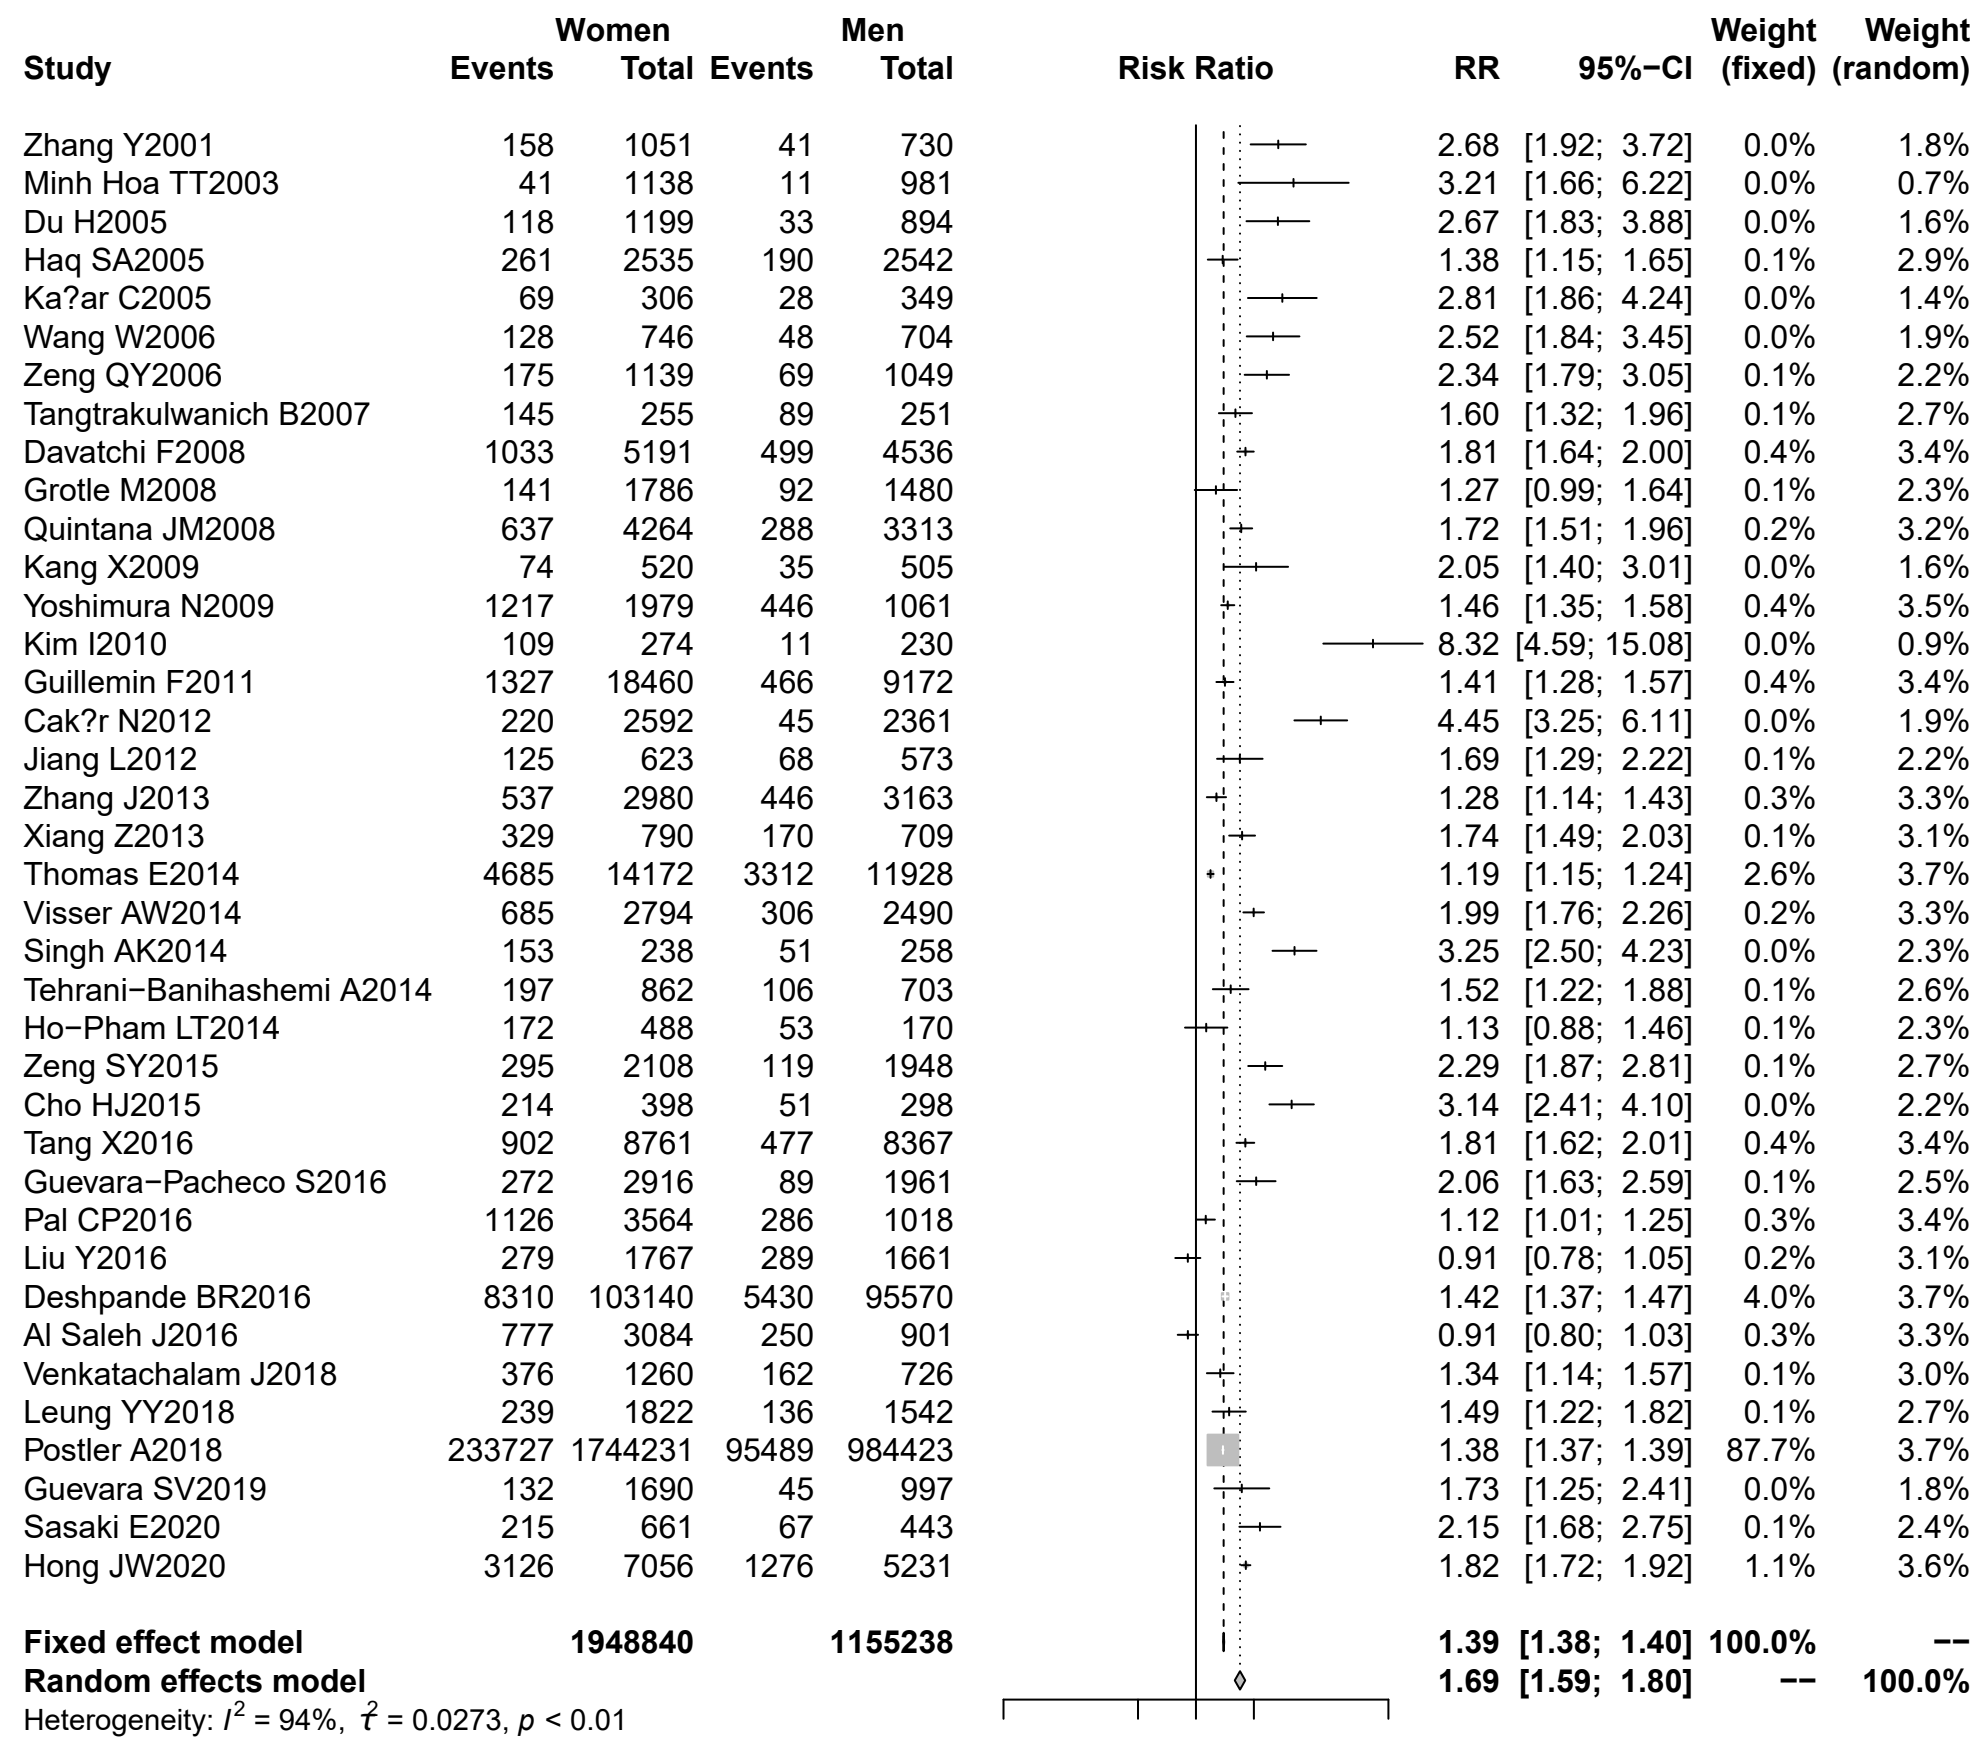 Women Men Weight Weight
Study Events Total Events Total Risk Ratio RR 95%−CI (fixed) (random)
Zhang Y2001 158 1051 41 730 2.68 [1.92; 3.72] 0.0% 1.8%
Minh Hoa TT2003 41 1138 11 981 3.21 [1.66; 6.22] 0.0% 0.7%
Du H2005 118 1199 33 894 2.67 [1.83; 3.88] 0.0% 1.6%
Haq SA2005 261 2535 190 2542 1.38 [1.15; 1.65] 0.1% 2.9%
Ka?ar C2005 69 306 28 349 2.81 [1.86; 4.24] 0.0% 1.4%
Wang W2006 128 746 48 704 2.52 [1.84; 3.45] 0.0% 1.9%
Zeng QY2006 175 1139 69 1049 2.34 [1.79; 3.05] 0.1% 2.2%
Tangtrakulwanich B2007 145 255 89 251 1.60 [1.32; 1.96] 0.1% 2.7%
Davatchi F2008 1033 5191 499 4536 1.81 [1.64; 2.00] 0.4% 3.4%
Grotle M2008 141 1786 92 1480 1.27 [0.99; 1.64] 0.1% 2.3%
Quintana JM2008 637 4264 288 3313 1.72 [1.51; 1.96] 0.2% 3.2%
Kang X2009 74 520 35 505 2.05 [1.40; 3.01] 0.0% 1.6%
Yoshimura N2009 1217 1979 446 1061 1.46 [1.35; 1.58] 0.4% 3.5%
Kim I2010 109 274 11 230 8.32 [4.59; 15.08] 0.0% 0.9%
Guillemin F2011 1327 18460 466 9172 1.41 [1.28; 1.57] 0.4% 3.4%
Cak?r N2012 220 2592 45 2361 4.45 [3.25; 6.11] 0.0% 1.9%
Jiang L2012 125 623 68 573 1.69 [1.29; 2.22] 0.1% 2.2%
Zhang J2013 537 2980 446 3163 1.28 [1.14; 1.43] 0.3% 3.3%
Xiang Z2013 329 790 170 709 1.74 [1.49; 2.03] 0.1% 3.1%
Thomas E2014 4685 14172 3312 11928 1.19 [1.15; 1.24] 2.6% 3.7%
Visser AW2014 685 2794 306 2490 1.99 [1.76; 2.26] 0.2% 3.3%
Singh AK2014 153 238 51 258 3.25 [2.50; 4.23] 0.0% 2.3%
Tehrani−Banihashemi A2014 197 862 106 703 1.52 [1.22; 1.88] 0.1% 2.6%
Ho−Pham LT2014 172 488 53 170 1.13 [0.88; 1.46] 0.1% 2.3%
Zeng SY2015 295 2108 119 1948 2.29 [1.87; 2.81] 0.1% 2.7%
Cho HJ2015 214 398 51 298 3.14 [2.41; 4.10] 0.0% 2.2%
Tang X2016 902 8761 477 8367 1.81 [1.62; 2.01] 0.4% 3.4%
Guevara−Pacheco S2016 272 2916 89 1961 2.06 [1.63; 2.59] 0.1% 2.5%
Pal CP2016 1126 3564 286 1018 1.12 [1.01; 1.25] 0.3% 3.4%
Liu Y2016 279 1767 289 1661 0.91 [0.78; 1.05] 0.2% 3.1%
Deshpande BR2016 8310 103140 5430 95570 1.42 [1.37; 1.47] 4.0% 3.7%
Al Saleh J2016 777 3084 250 901 0.91 [0.80; 1.03] 0.3% 3.3%
Venkatachalam J2018 376 1260 162 726 1.34 [1.14; 1.57] 0.1% 3.0%
Leung YY2018 239 1822 136 1542 1.49 [1.22; 1.82] 0.1% 2.7%
Postler A2018 233727 1744231 95489 984423 1.38 [1.37; 1.39] 87.7% 3.7%
Guevara SV2019 132 1690 45 997 1.73 [1.25; 2.41] 0.0% 1.8%
Sasaki E2020 215 661 67 443 2.15 [1.68; 2.75] 0.1% 2.4%
Hong JW2020 3126 7056 1276 5231 1.82 [1.72; 1.92] 1.1% 3.6%
Fixed effect model 1948840 1155238 1.39 [1.38; 1.40] 100.0% −−
Random effects model 1.69 [1.59; 1.80] −− 100.0%
Heterogeneity: I² = 94%, τ² = 0.0273, p < 0.01